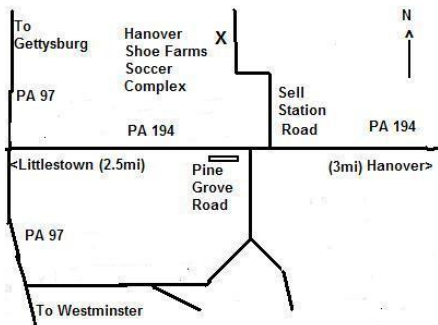 To
Gettysburg
Hanover
Shoe Farms
Soccer
Complex
X
N
^
PA 97
Sell
Station
Road
PA 194
PA 194
<Littlestown (2.5mi)
Pine
Grove
Road
(3mi) Hanover>
PA 97
To Westminster